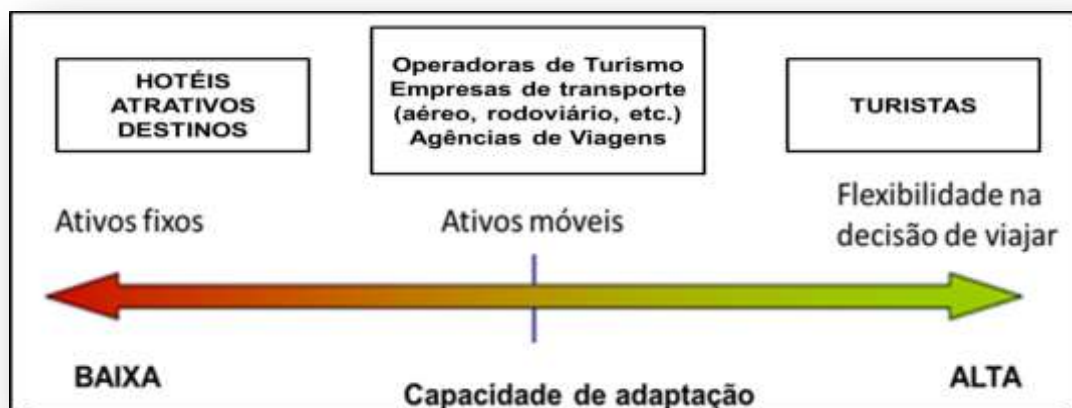 HOTÉIS
ATRATIVOS
DESTINOS
Operadoras de Turismo
Empresas de transporte
(aéreo, rodoviário, etc.)
Agências de Viagens
TURISTAS
Ativos fixos
Ativos móveis
Flexibilidade na
decisão de viajar
BAIXA
Capacidade de adaptação
ALTA